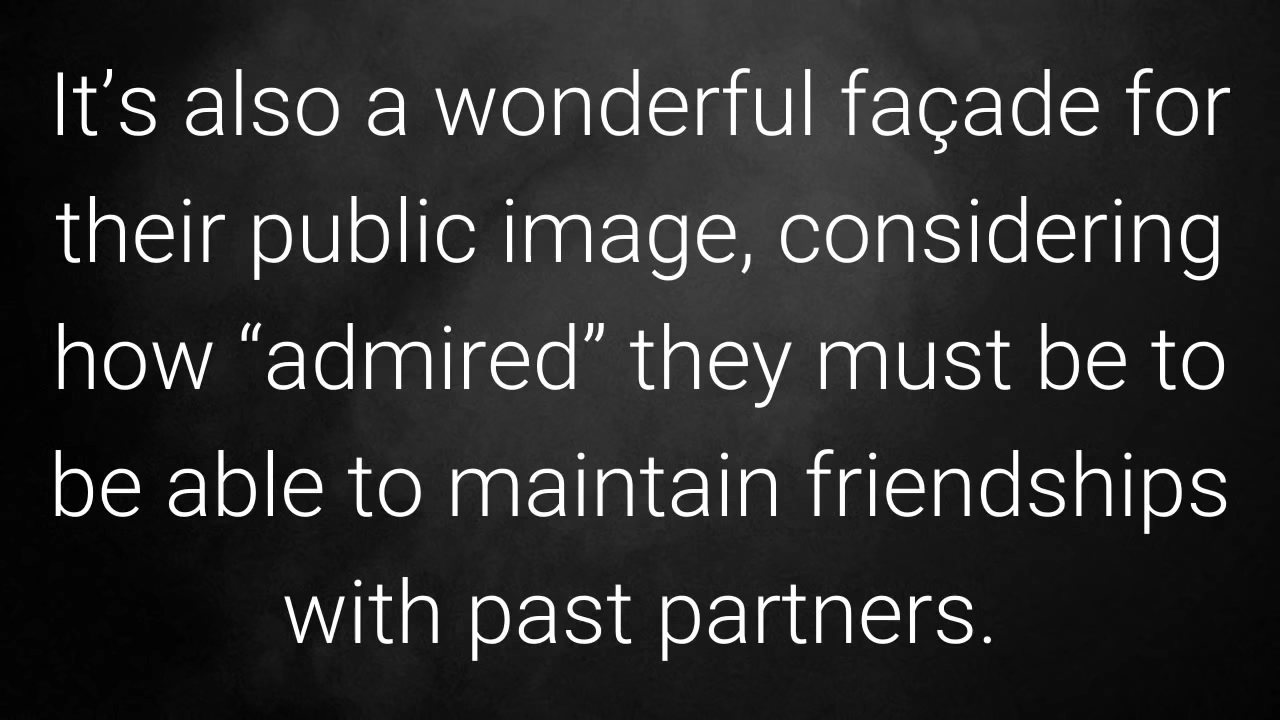 It’s also a wonderful façade for
their public image, considering
how “admired” they must be to
be able to maintain friendships
with past partners.